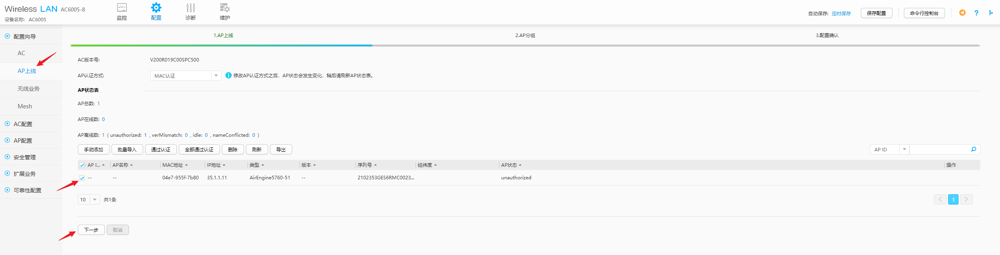 Wireless LAN AC6005-8
设备名称: AC6005
监控 配置 诊断 维护
自动保存: 定时保存 保存配置 命令行控制台
配置向导
AC
AP上线
无线业务
Mesh
AC配置
AP配置
安全管理
扩展业务
可靠性配置
1.AP上线 2.AP分组 3.配置确认
AC版本号: V200R019C00SPC500
AP认证方式: MAC认证 修改AP认证方式之后，AP状态会发生变化，稍后请刷新AP状态表。
AP状态表
AP总数: 1
AP在线数: 0
AP离线数: 1 ( unauthorized: 1 , verMismatch: 0 , idle: 0 , nameConflicted: 0 )
手动添加 批量导入 通过认证 全部通过认证 删除 刷新 导出 AP ID
AP I... AP名称 MAC地址 IP地址 类型 版本 序列号 经纬度 AP状态 操作
-- -- 04e7-955f-7b80 35.1.1.11 AirEngine5760-51 -- 2102353GES6RMC0023... unauthorized
10 共1条 1
下一步 取消